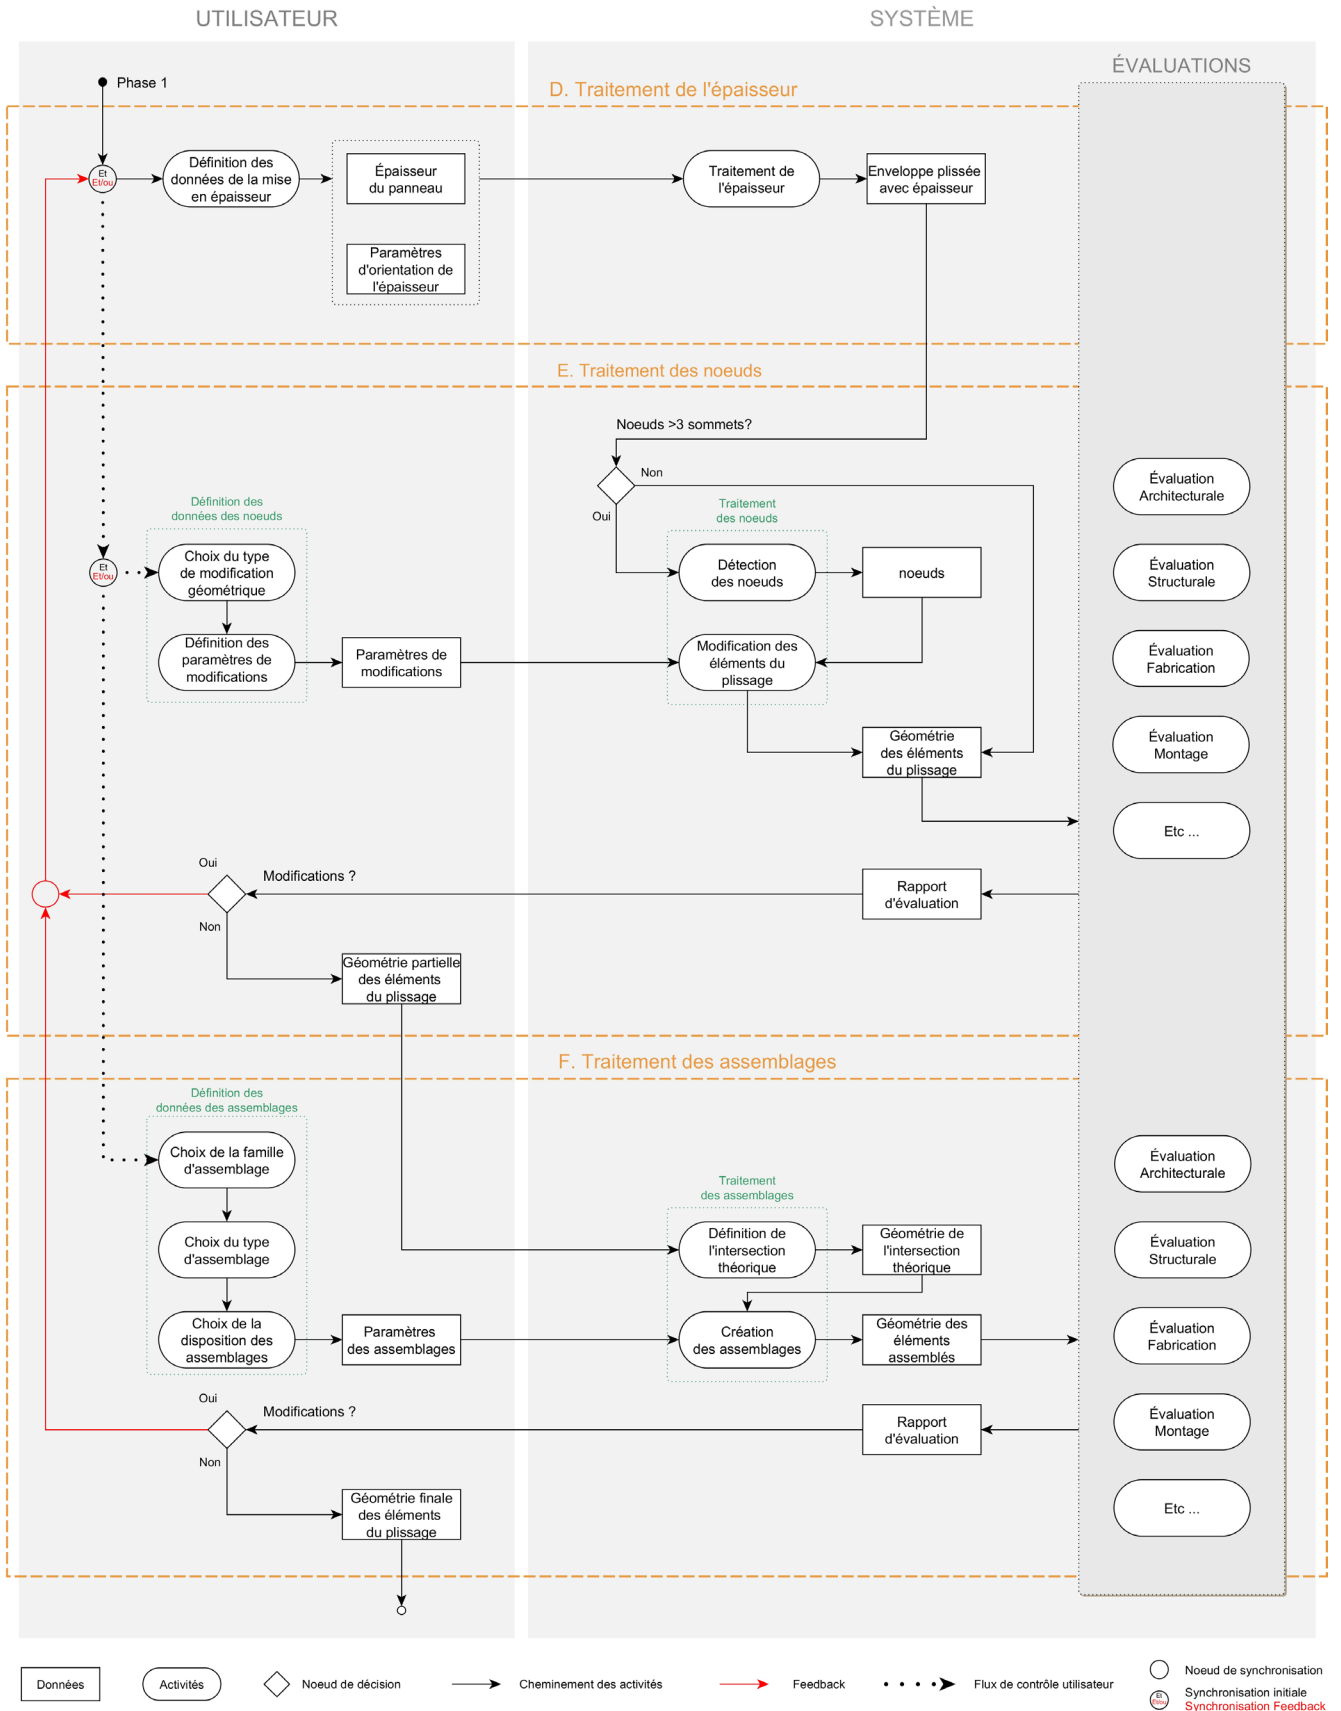 UTILISATEUR
SYSTÈME
ÉVALUATIONS
Phase 1
D. Traitement de l'épaisseur
Et
Et/ou
Définition des
données de la mise
en épaisseur
Épaisseur
du panneau
Paramètres
d'orientation de
l'épaisseur
Traitement de
l'épaisseur
Enveloppe plissée
avec épaisseur
E. Traitement des noeuds
Noeuds >3 sommets?
Non
Oui
Définition des
données des noeuds
Traitement
des noeuds
Et
Et/ou
Choix du type
de modification
géométrique
Détection
des noeuds
noeuds
Définition des
paramètres de
modifications
Paramètres de
modifications
Modification des
éléments du
plissage
Géométrie
des éléments
du plissage
Évaluation
Architecturale
Évaluation
Structurale
Évaluation
Fabrication
Évaluation
Montage
Etc ...
Oui
Modifications ?
Non
Rapport
d'évaluation
Géométrie partielle
des éléments
du plissage
F. Traitement des assemblages
Définition des
données des assemblages
Choix de la famille
d'assemblage
Choix du type
d'assemblage
Choix de la
disposition des
assemblages
Paramètres
des assemblages
Traitement
des assemblages
Définition de
l'intersection
théorique
Géométrie de
l'intersection
théorique
Création
des assemblages
Géométrie des
éléments
assemblés
Évaluation
Architecturale
Évaluation
Structurale
Évaluation
Fabrication
Évaluation
Montage
Etc ...
Oui
Modifications ?
Non
Rapport
d'évaluation
Géométrie finale
des éléments
du plissage
Données
Activités
Noeud de décision
Cheminement des activités
Feedback
Flux de contrôle utilisateur
Noeud de synchronisation
Et
Et/ou
Synchronisation initiale
Synchronisation Feedback